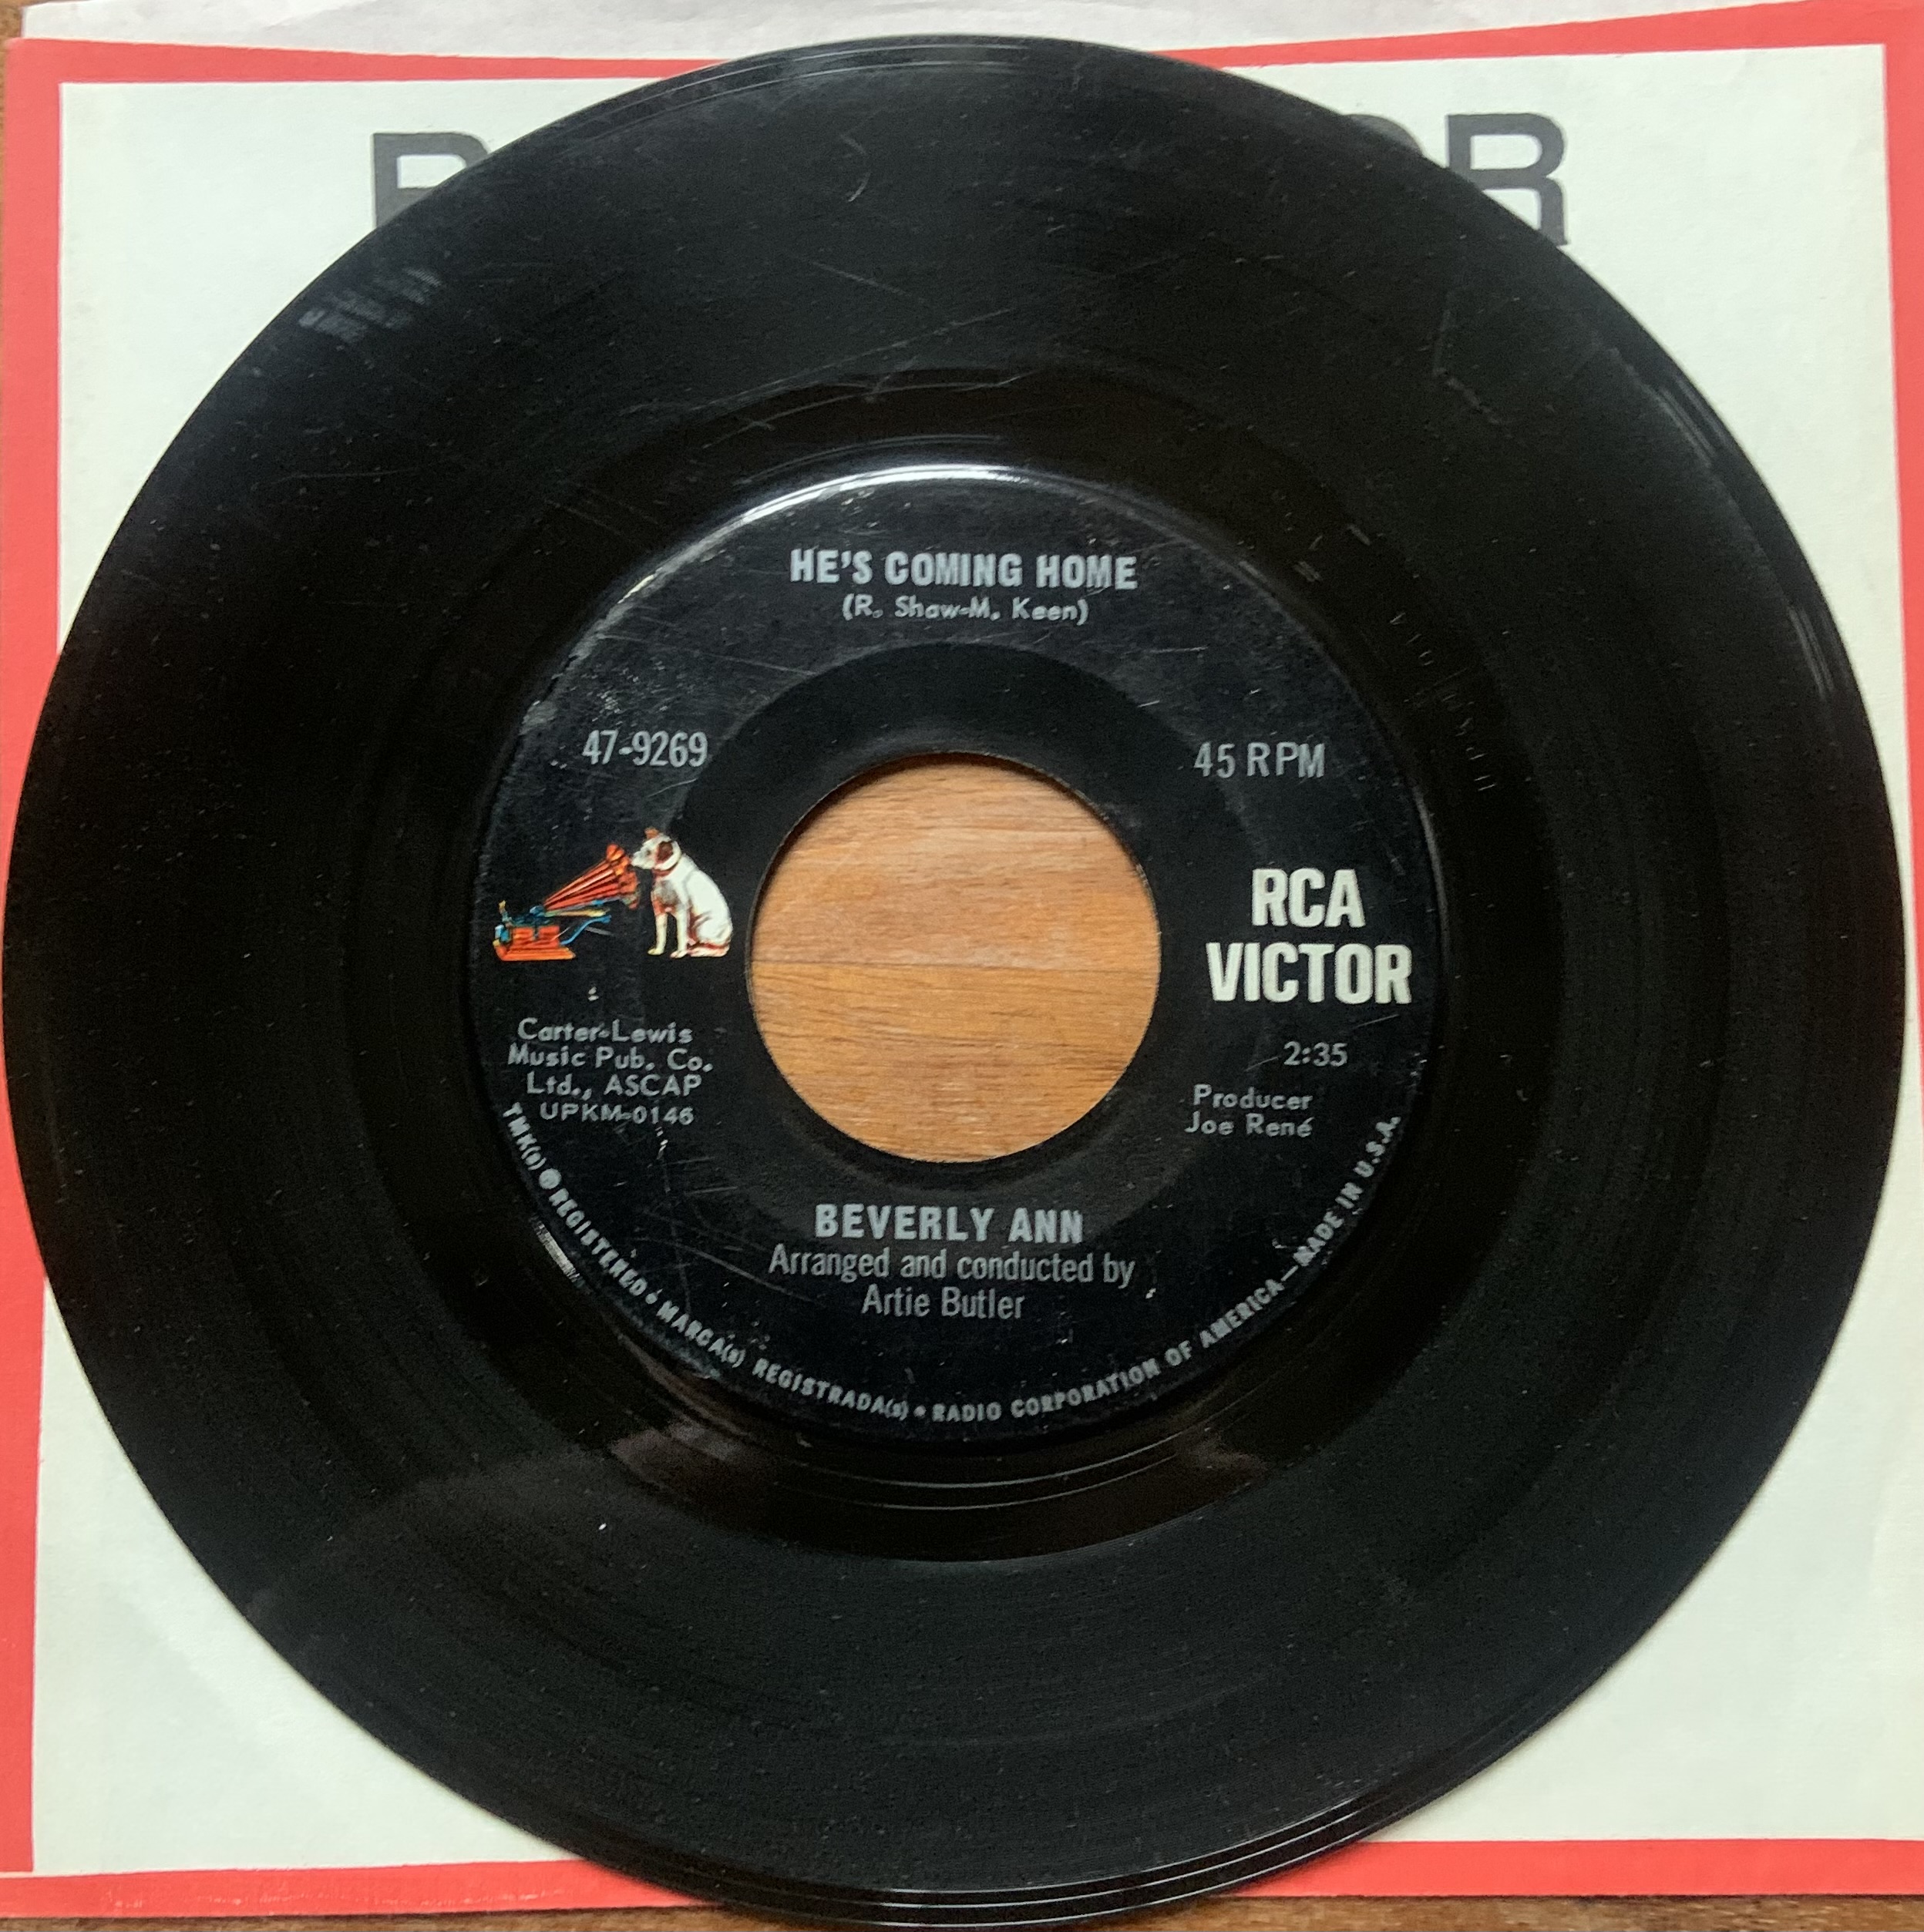 HE'S COMING HOME
(R. Shaw-M. Keen)
47-9269
45 RPM
RCA
VICTOR
Carter-Lewis
Music Pub. Co.
Ltd., ASCAP
UPKM-0146
2:35
Producer
Joe René
BEVERLY ANN
Arranged and conducted by
Artie Butler
TMK(s) ® REGISTERED • MARCA(s) REGISTRADA(s) • RADIO CORPORATION OF AMERICA—MADE IN U.S.A.